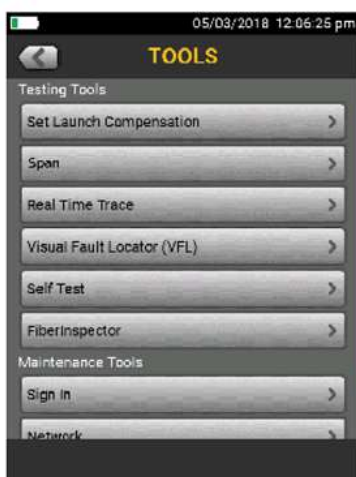 05/03/2018 12:06:25 pm
TOOLS
Testing Tools
Set Launch Compensation
Span
Real Time Trace
Visual Fault Locator (VFL)
Self Test
FiberInspector
Maintenance Tools
Sign In
Network